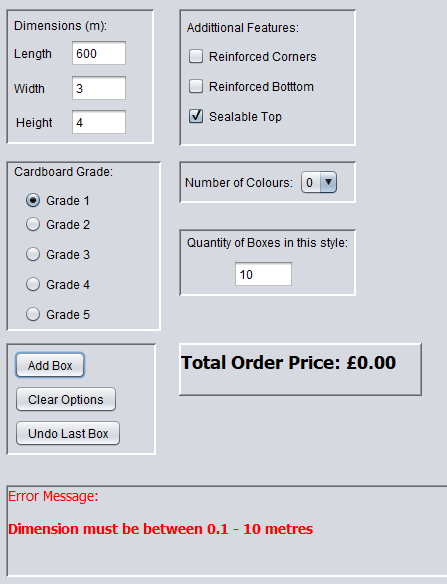 Dimensions (m):
Length 600
Width 3
Height 4
Addittional Features:
Reinforced Corners
Reinforced Botttom
Sealable Top
Cardboard Grade:
Grade 1
Grade 2
Grade 3
Grade 4
Grade 5
Number of Colours: 0
Quantity of Boxes in this style:
10
Add Box
Clear Options
Undo Last Box
Total Order Price: £0.00
Error Message:
Dimension must be between 0.1 - 10 metres